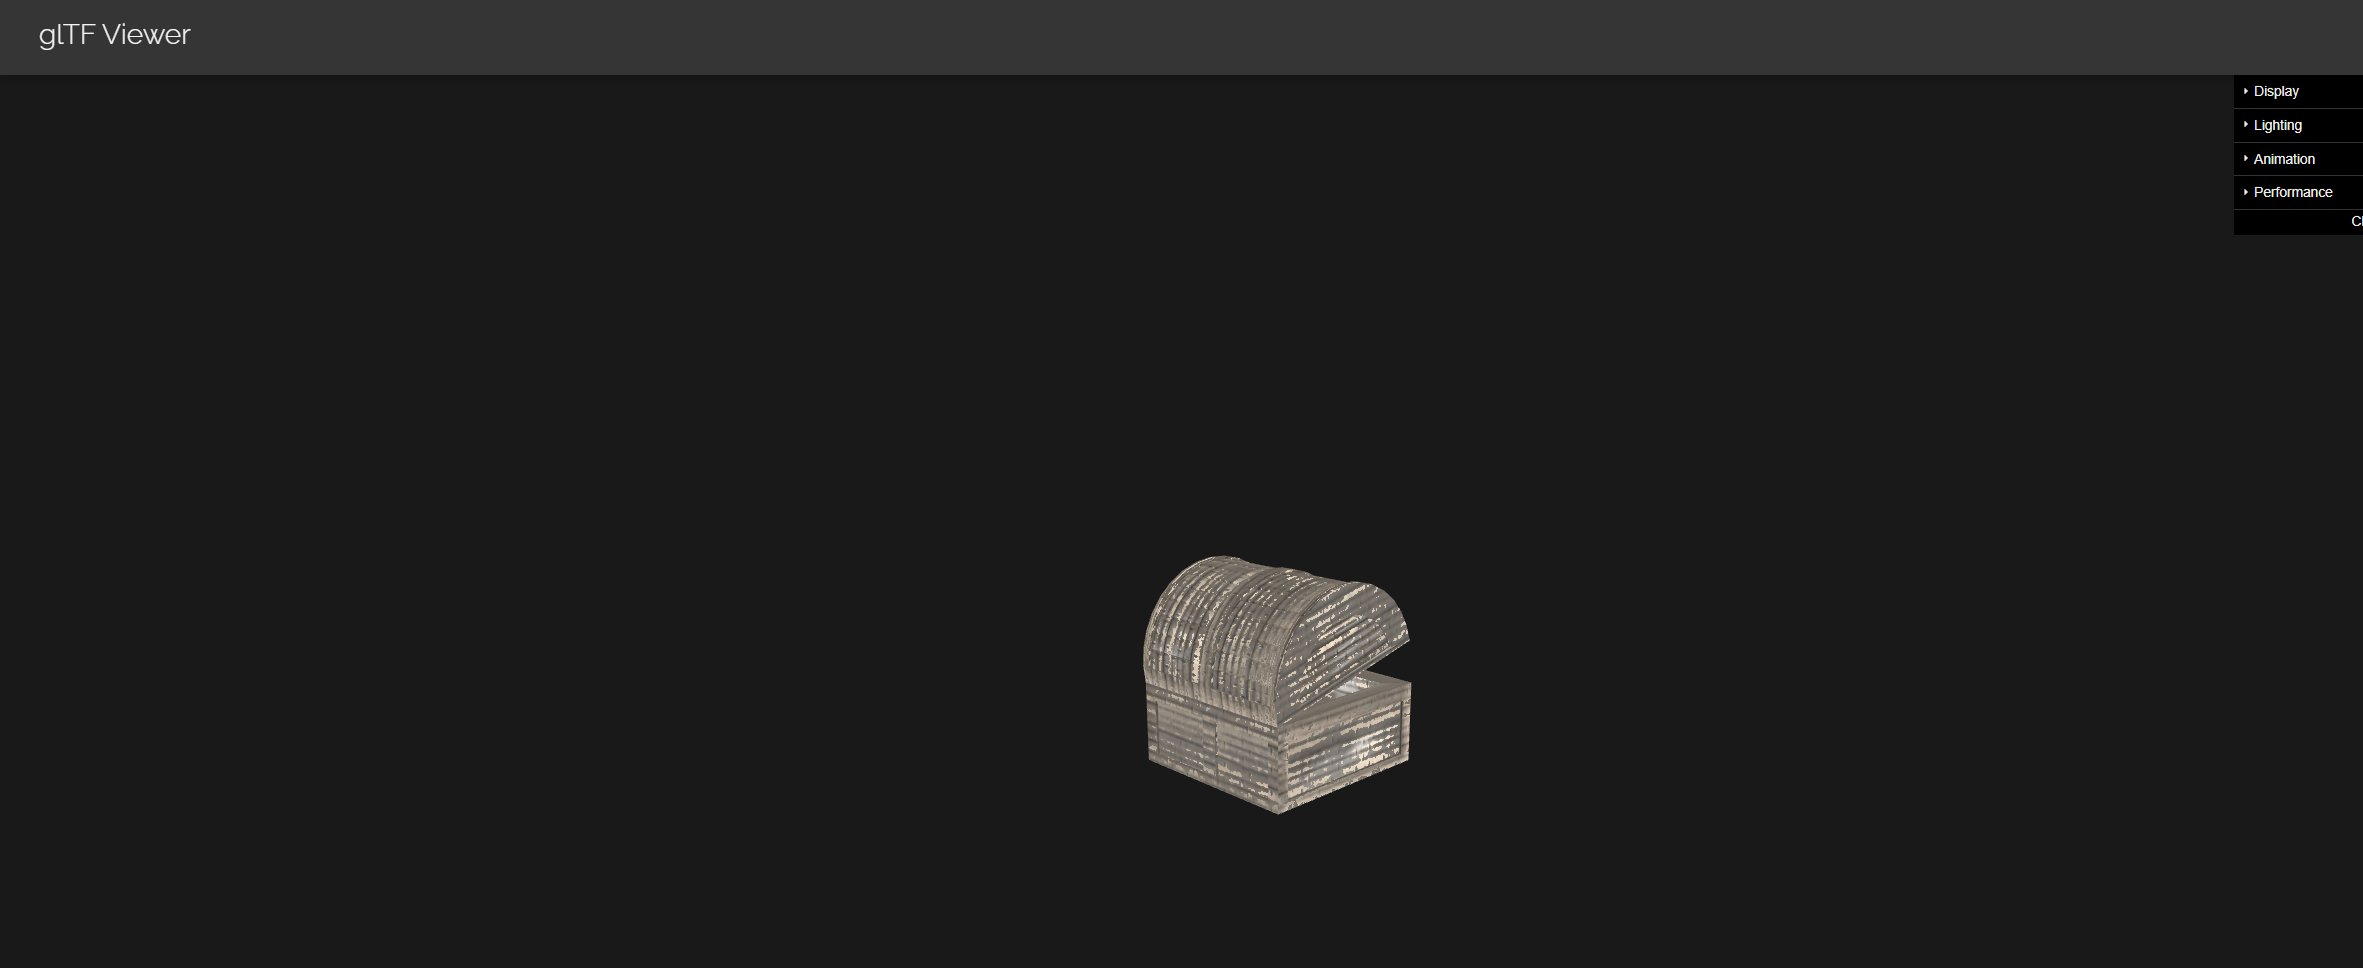 glTF Viewer
Display
Lighting
Animation
Performance